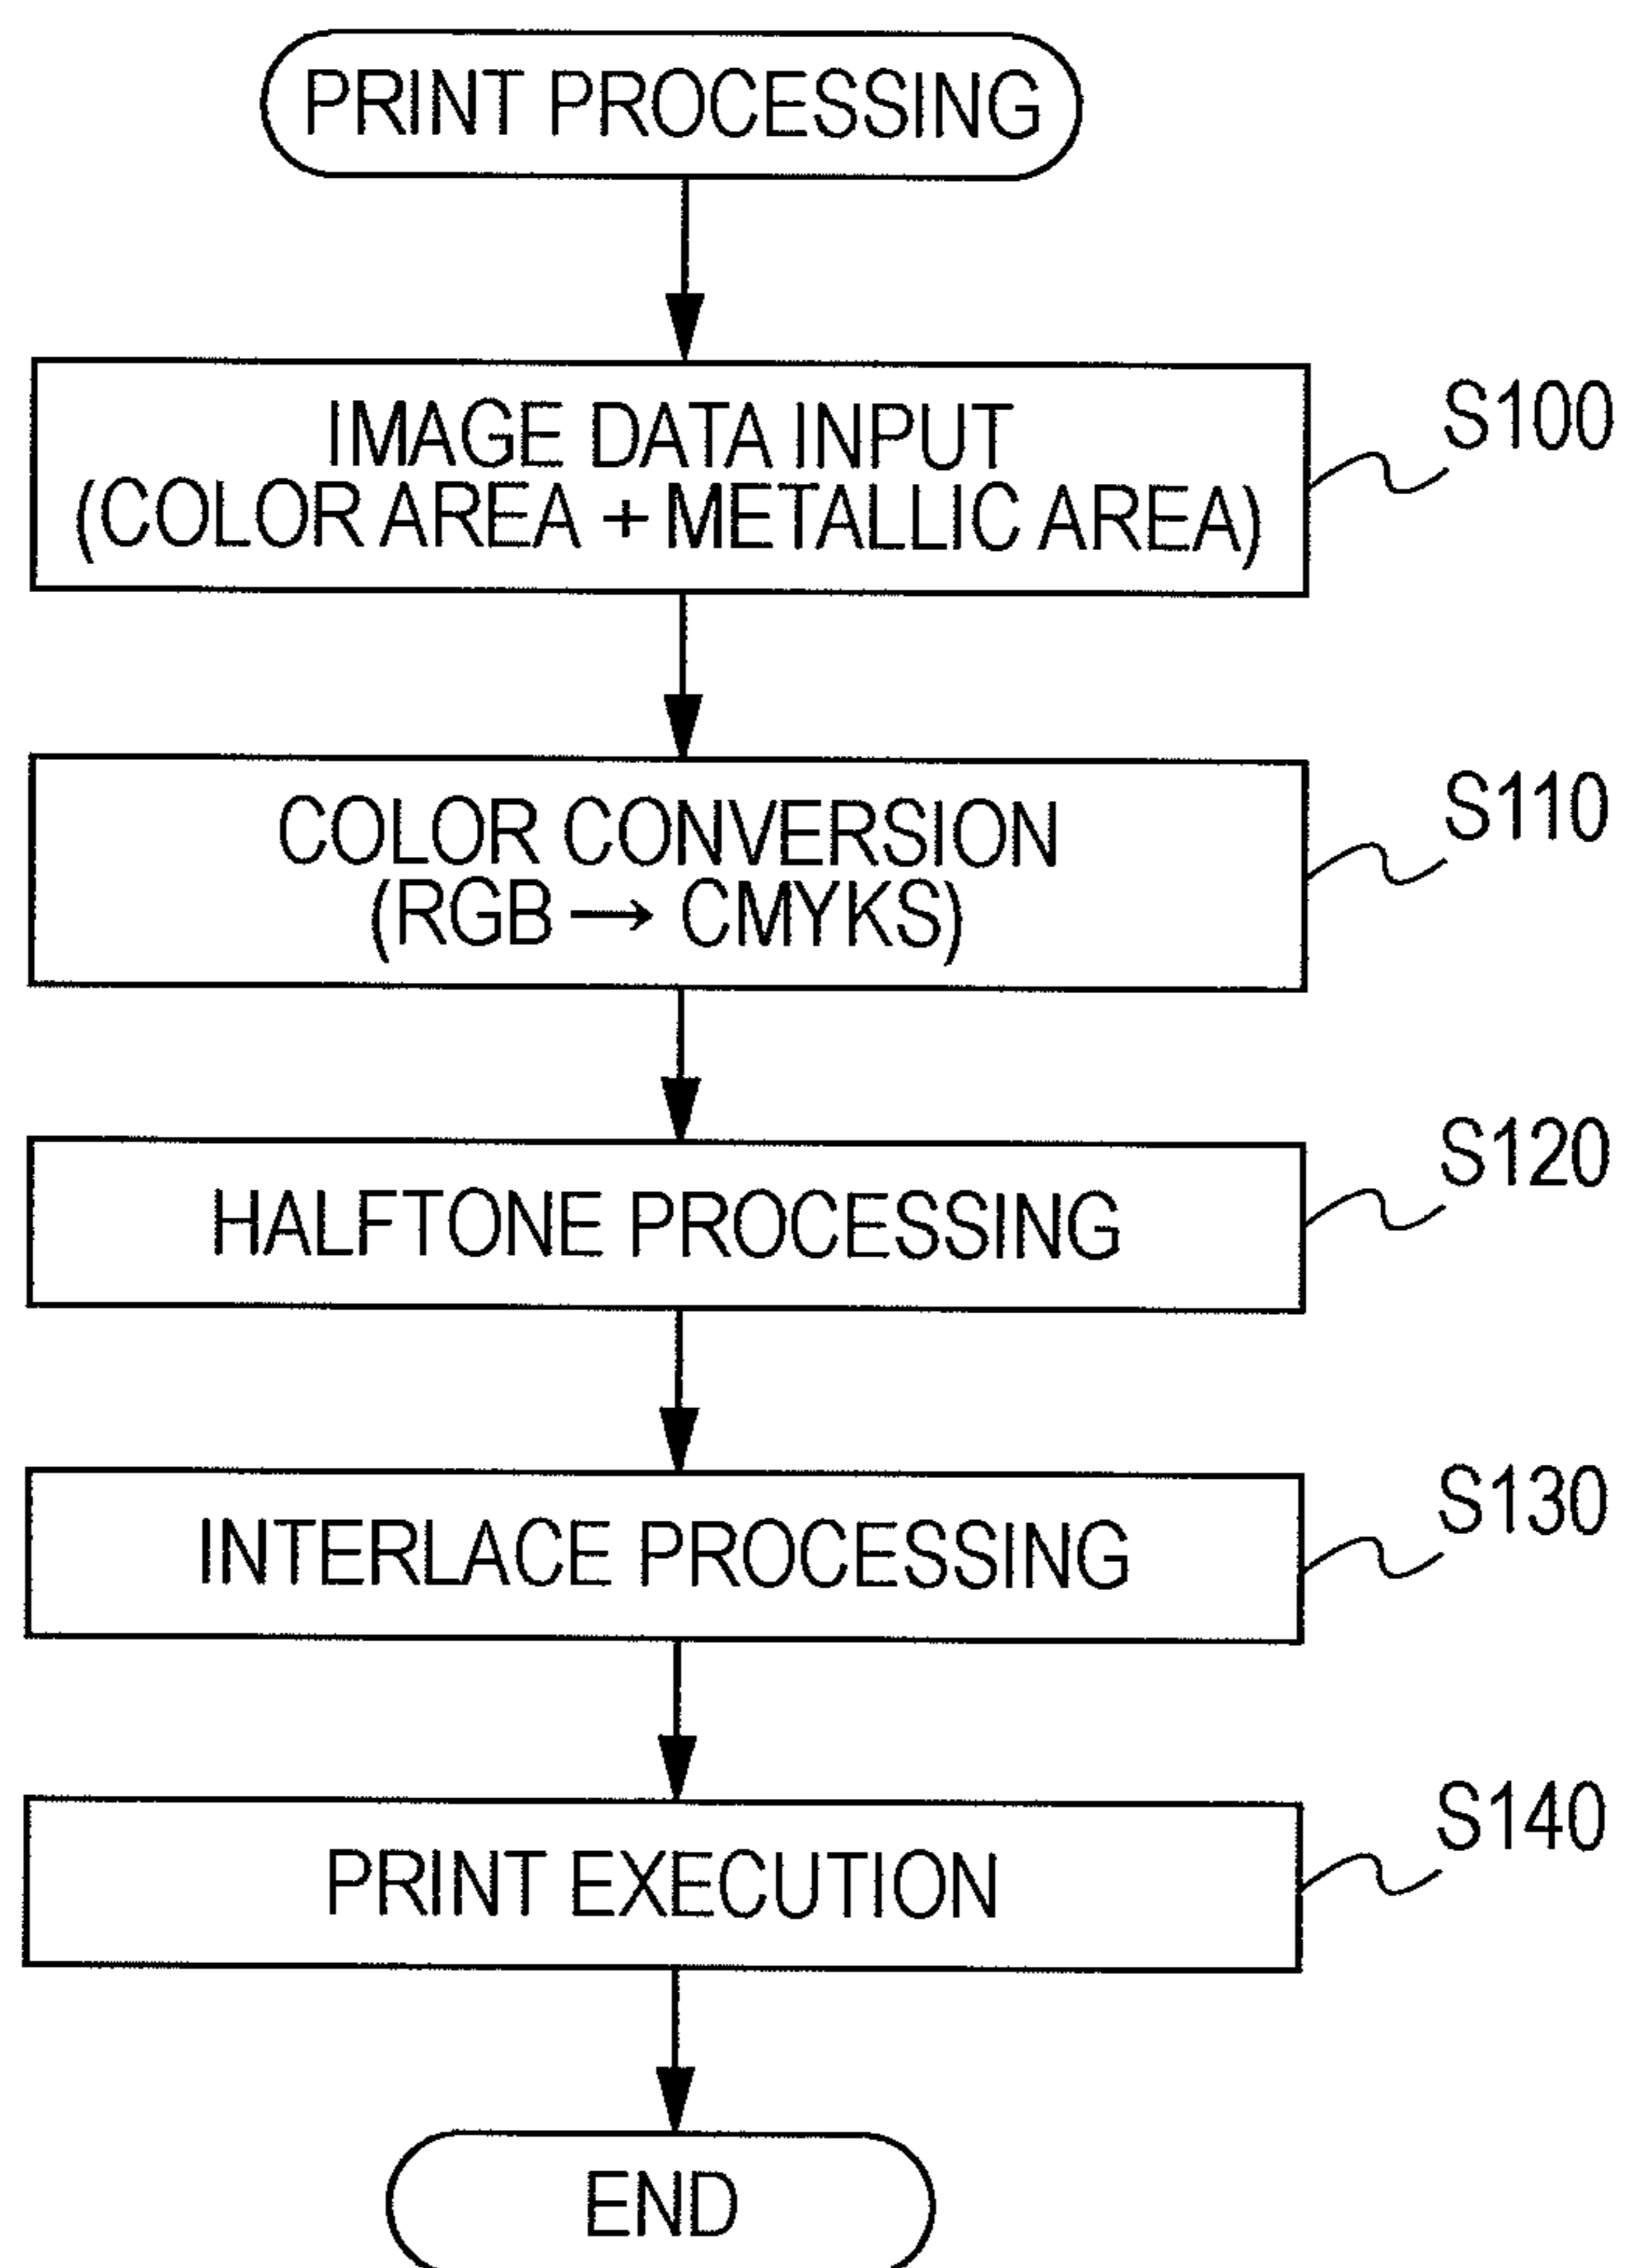 PRINT PROCESSING
IMAGE DATA INPUT
(COLOR AREA + METALLIC AREA)
S100
COLOR CONVERSION
(RGB → CMYKS)
S110
HALFTONE PROCESSING
S120
INTERLACE PROCESSING
S130
PRINT EXECUTION
S140
END